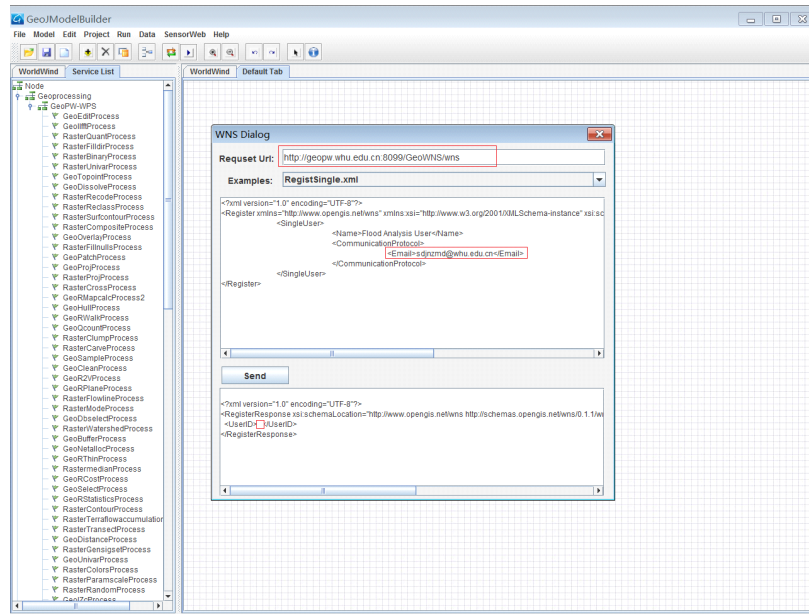 GeoJModelBuilder
File Model Edit Project Run Data SensorWeb Help
WorldWind Service List
WorldWind Default Tab
Node
Geoprocessing
GeoPW-WPS
GeoEditProcess
RasterQuantProcess
RasterFilldirProcess
RasterBinaryProcess
RasterUnivarProcess
GeoTopointProcess
GeoDissolveProcess
RasterRecodeProcess
RasterReclassProcess
RasterSurfcontourProcess
RasterCompositeProcess
GeoOverlayProcess
RasterFillnullsProcess
GeoPatchProcess
GeoProjProcess
RasterProjProcess
RasterCrossProcess
GeoRMapcalcProcess2
GeoHullProcess
GeoRWalkProcess
GeoQcountProcess
RasterClumpProcess
RasterCarveProcess
GeoSampleProcess
GeoCleanProcess
GeoR2VProcess
GeoRPlaneProcess
RasterFlowlineProcess
RasterModeProcess
GeoDbselectProcess
RasterWatershedProcess
GeoBufferProcess
GeoNetallocProcess
GeoRThinProcess
RastermedianProcess
GeoRCostProcess
GeoSelectProcess
GeoRStatisticsProcess
RasterContourProcess
RasterTerraflowaccumulation
RasterTransectProcess
GeoDistanceProcess
RasterGensigsetProcess
GeoUnivarProcess
RasterColorsProcess
RasterParamscaleProcess
RasterRandomProcess
WNS Dialog
Requset Url: http://geopw.whu.edu.cn:8099/GeoWNS/wns
Examples: RegistSingle.xml
<?xml version="1.0" encoding="UTF-8"?>
<Register xmlns="http://www.opengis.net/wns" xmlns:xsi="http://www.w3.org/2001/XMLSchema-instance" xsi:sc
<SingleUser>
<Name>Flood Analysis User</Name>
<CommunicationProtocol>
<Email>sdjnzmd@whu.edu.cn</Email>
</CommunicationProtocol>
</SingleUser>
</Register>
Send
<?xml version="1.0" encoding="UTF-8"?>
<RegisterResponse xsi:schemaLocation="http://www.opengis.net/wns http://schemas.opengis.net/wns/0.1.1/w
<UserID> /UserID>
</RegisterResponse>